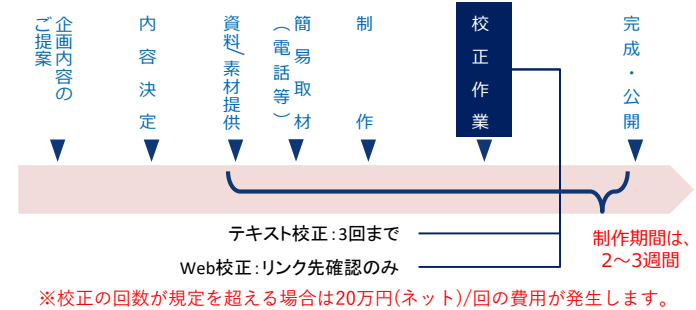 企画内容の
ご提案
内容決定
資料/素材提供
簡易取材
（電話等）
制作
校正作業
完成・公開
テキスト校正：3回まで
Web校正：リンク先確認のみ
制作期間は、
2～3週間
※校正の回数が規定を超える場合は20万円(ネット)/回の費用が発生します。